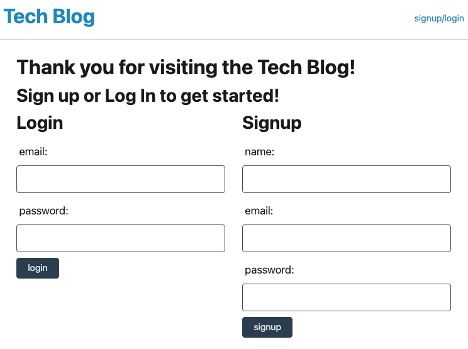 Tech Blog
signup/login
Thank you for visiting the Tech Blog!
Sign up or Log In to get started!
Login
email:
password:
login
Signup
name:
email:
password:
signup